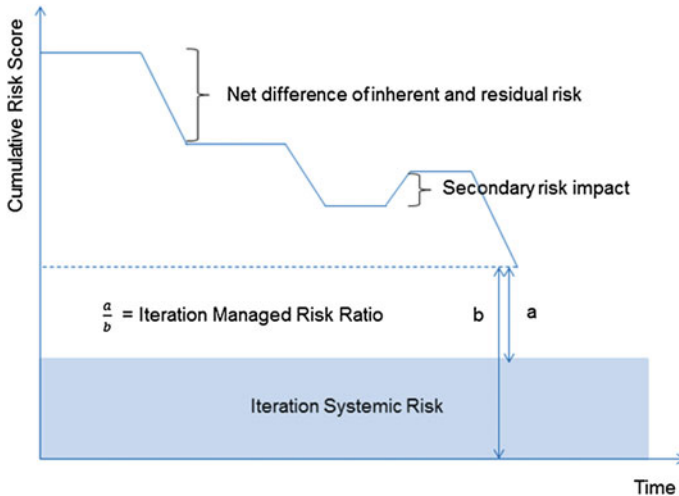 Cumulative Risk Score
Net difference of inherent and residual risk
Secondary risk impact
a/b = Iteration Managed Risk Ratio
b
a
Iteration Systemic Risk
Time